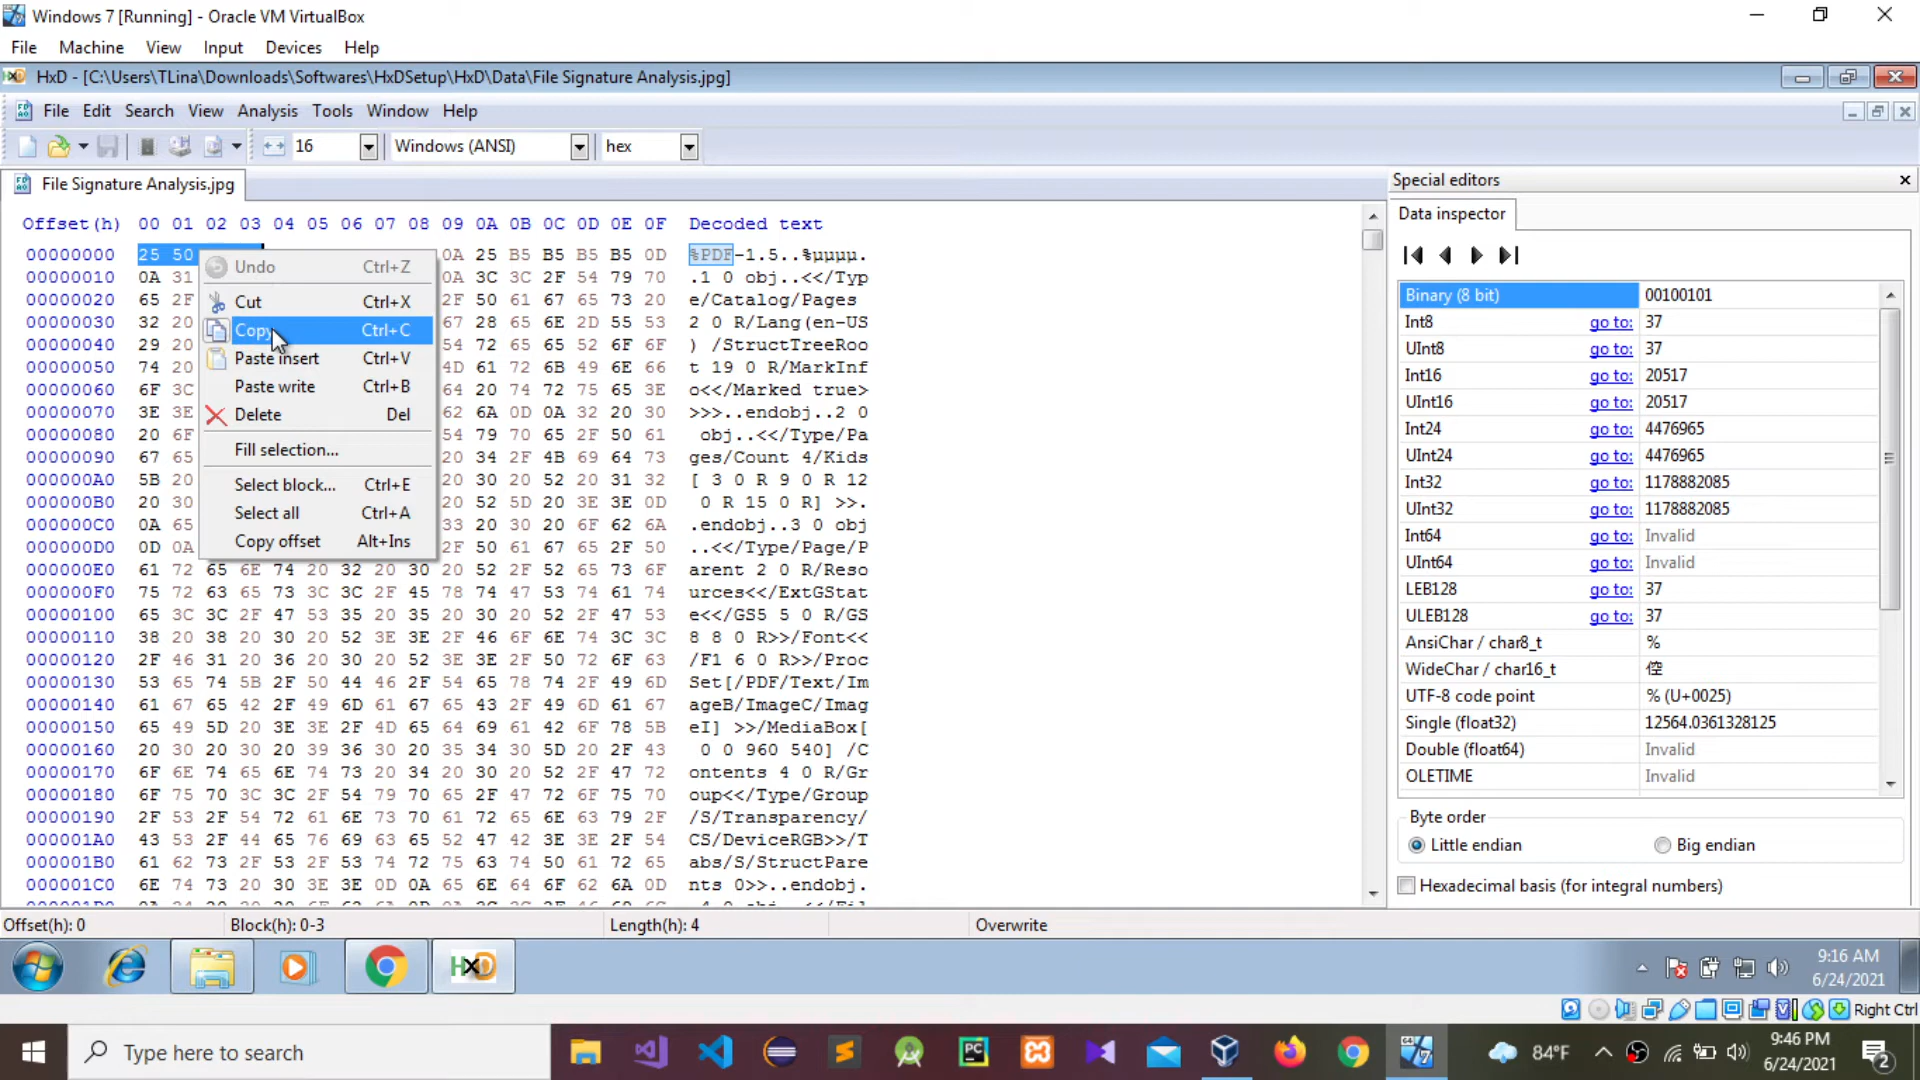 Windows 7 [Running] - Oracle VM VirtualBox
File Machine View Input Devices Help
HxD - [C:\Users\TLina\Downloads\Softwares\HxDSetup\HxD\Data\File Signature Analysis.jpg]
File Edit Search View Analysis Tools Window Help
16 Windows (ANSI) hex
File Signature Analysis.jpg
Special editors
Data inspector
Offset(h) 00 01 02 03 04 05 06 07 08 09 0A 0B 0C 0D 0E 0F Decoded text
00000000 25 50 0A 25 B5 B5 B5 B5 0D %PDF-1.5..%µµµµ.
00000010 0A 31 0A 3C 3C 2F 54 79 70 .1 0 obj..<</Typ
00000020 65 2F 2F 50 61 67 65 73 20 e/Catalog/Pages
00000030 32 20 67 28 65 6E 2D 55 53 2 0 R/Lang(en-US
00000040 29 20 54 72 65 65 52 6F 6F ) /StructTreeRoo
00000050 74 20 4D 61 72 6B 49 6E 66 t 19 0 R/MarkInf
00000060 6F 3C 64 20 74 72 75 65 3E o<</Marked true>
00000070 3E 3E 62 6A 0D 0A 32 20 30 >>>..endobj..2 0
00000080 20 6F 54 79 70 65 2F 50 61 obj..<</Type/Pa
00000090 67 65 20 34 2F 4B 69 64 73 ges/Count 4/Kids
000000A0 5B 20 20 30 20 52 20 31 32 [ 3 0 R 9 0 R 12
000000B0 20 30 20 52 5D 20 3E 3E 0D 0 R 15 0 R] >>.
000000C0 0A 65 33 20 30 20 6F 62 6A .endobj..3 0 obj
000000D0 0D 0A 2F 50 61 67 65 2F 50 ..<</Type/Page/P
000000E0 61 72 65 6E 74 20 32 20 30 20 52 2F 52 65 73 6F arent 2 0 R/Reso
000000F0 75 72 63 65 73 3C 3C 2F 45 78 74 47 53 74 61 74 urces<</ExtGStat
00000100 65 3C 3C 2F 47 53 35 20 35 20 30 20 52 2F 47 53 e<</GS5 5 0 R/GS
00000110 38 20 38 20 30 20 52 3E 3E 2F 46 6F 6E 74 3C 3C 8 8 0 R>>/Font<<
00000120 2F 46 31 20 36 20 30 20 52 3E 3E 2F 50 72 6F 63 /F1 6 0 R>>/Proc
00000130 53 65 74 5B 2F 50 44 46 2F 54 65 78 74 2F 49 6D Set[/PDF/Text/Im
00000140 61 67 65 42 2F 49 6D 61 67 65 43 2F 49 6D 61 67 ageB/ImageC/Imag
00000150 65 49 5D 20 3E 3E 2F 4D 65 64 69 61 42 6F 78 5B eI] >>/MediaBox[
00000160 20 30 20 30 20 39 36 30 20 35 34 30 5D 20 2F 43 0 0 960 540] /C
00000170 6F 6E 74 65 6E 74 73 20 34 20 30 20 52 2F 47 72 ontents 4 0 R/Gr
00000180 6F 75 70 3C 3C 2F 54 79 70 65 2F 47 72 6F 75 70 oup<</Type/Group
00000190 2F 53 2F 54 72 61 6E 73 70 61 72 65 6E 63 79 2F /S/Transparency/
000001A0 43 53 2F 44 65 76 69 63 65 52 47 42 3E 3E 2F 54 CS/DeviceRGB>>/T
000001B0 61 62 73 2F 53 2F 53 74 72 75 63 74 50 61 72 65 abs/S/StructPare
000001C0 6E 74 73 20 30 3E 3E 0D 0A 65 6E 64 6F 62 6A 0D nts 0>>..endobj.
Undo Ctrl+Z
Cut Ctrl+X
Copy Ctrl+C
Paste insert Ctrl+V
Paste write Ctrl+B
Delete Del
Fill selection...
Select block... Ctrl+E
Select all Ctrl+A
Copy offset Alt+Ins
Binary (8 bit) 00100101
Int8 go to: 37
UInt8 go to: 37
Int16 go to: 20517
UInt16 go to: 20517
Int24 go to: 4476965
UInt24 go to: 4476965
Int32 go to: 1178882085
UInt32 go to: 1178882085
Int64 go to: Invalid
UInt64 go to: Invalid
LEB128 go to: 37
ULEB128 go to: 37
AnsiChar / char8_t %
WideChar / char16_t 倥
UTF-8 code point % (U+0025)
Single (float32) 12564.0361328125
Double (float64) Invalid
OLETIME Invalid
Byte order
Little endian Big endian
Hexadecimal basis (for integral numbers)
Offset(h): 0 Block(h): 0-3 Length(h): 4 Overwrite
9:16 AM
6/24/2021
Right Ctrl
Type here to search
84°F
9:46 PM
6/24/2021
2